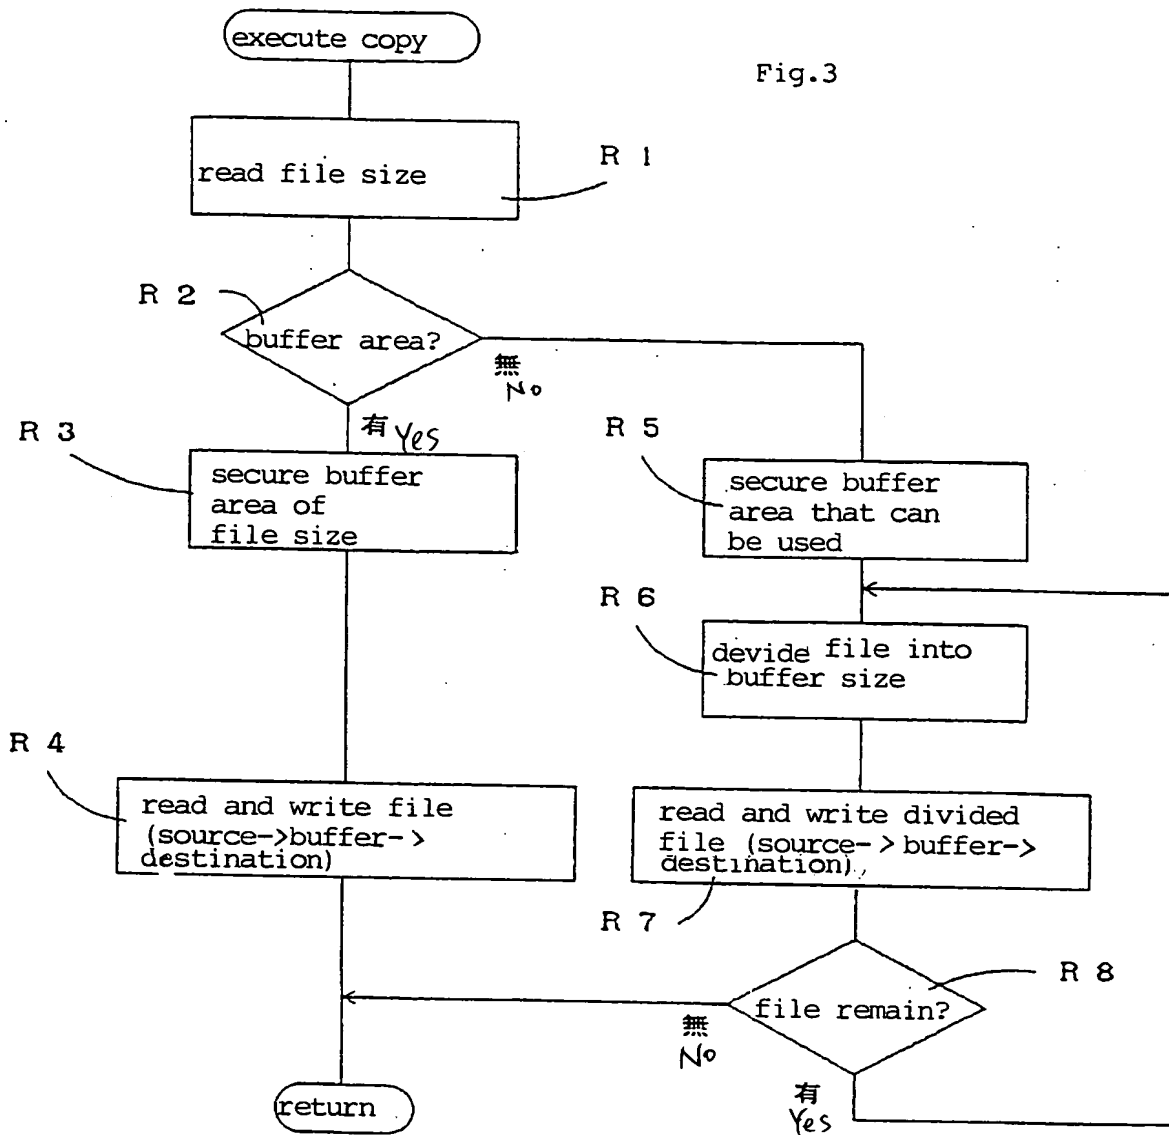 execute copy
Fig.3
read file size
R 1
R 2
buffer area?
無
No
有 Yes
R 3
secure buffer
area of
file size
R 5
secure buffer
area that can
be used
R 6
devide file into
buffer size
R 4
read and write file
(source->buffer->
destination)
read and write divided
file (source->buffer->
destination)
R 7
R 8
file remain?
無
No
有
Yes
return